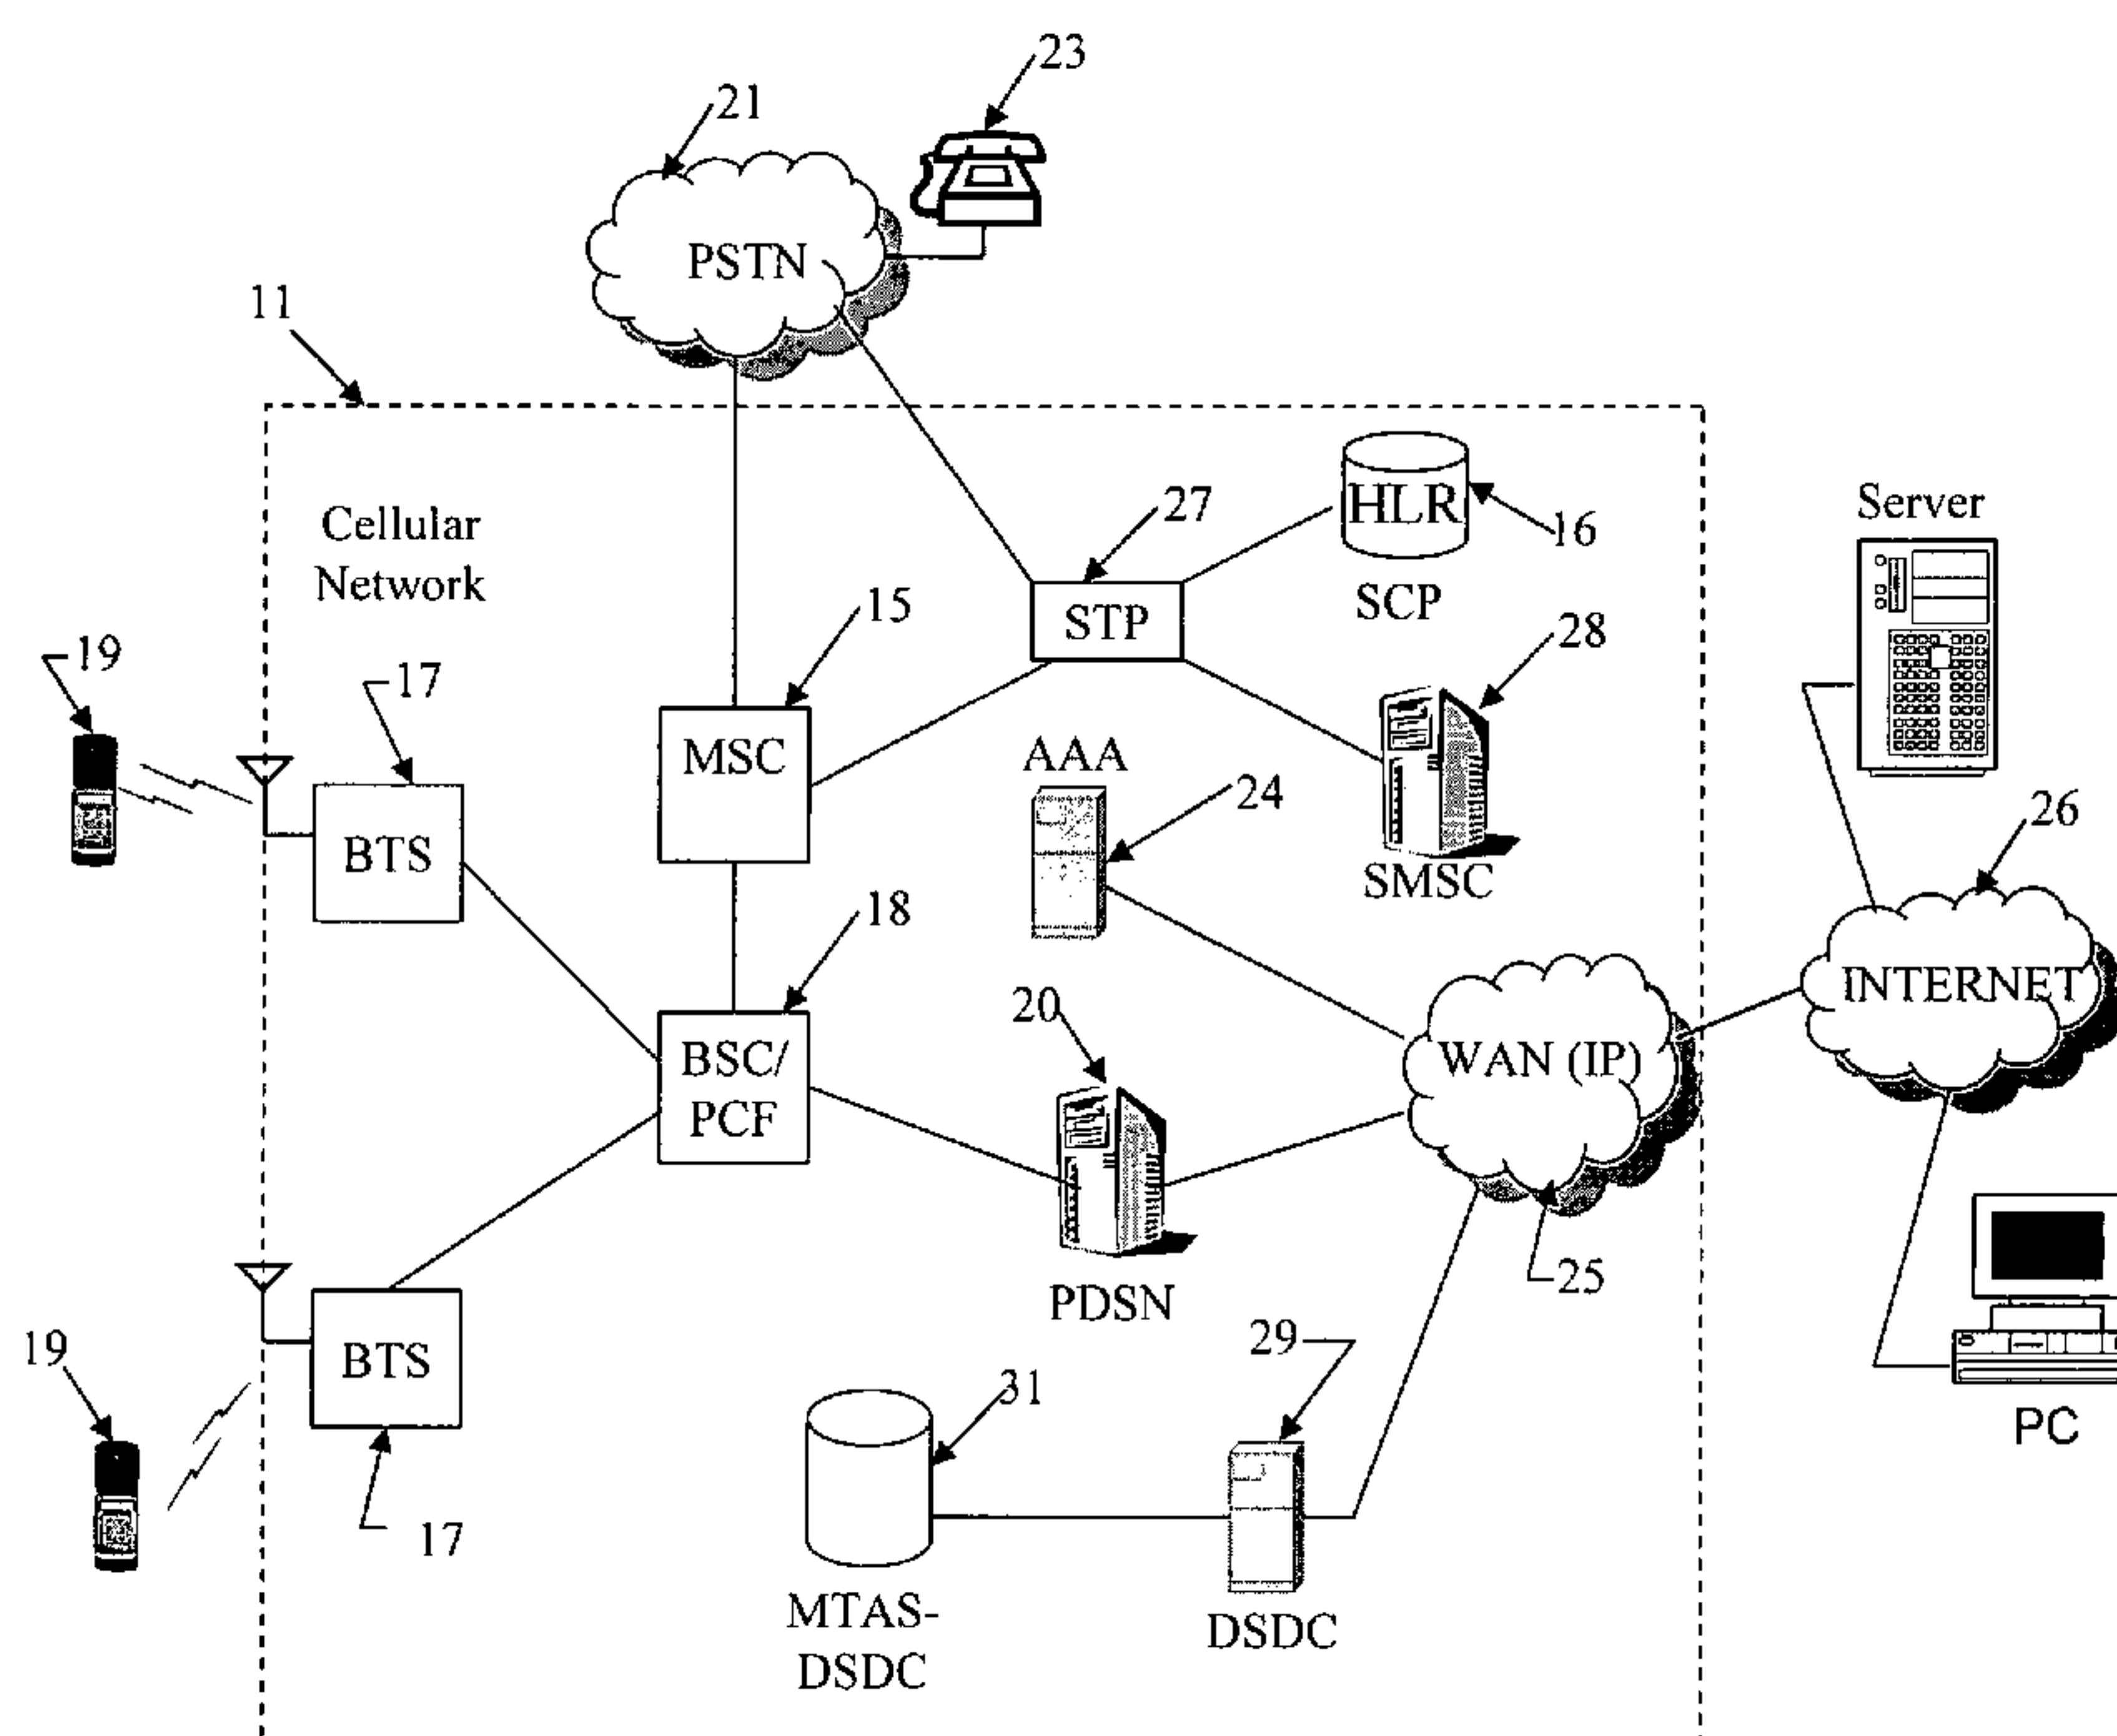 23
21
PSTN
11
Cellular
Network
27
HLR
16
SCP
Server
STP
15
28
19
17
MSC
AAA
24
26
BTS
SMSC
18
INTERNET
20
BSC/
PCF
WAN (IP)
25
PDSN
29
19
BTS
31
PC
17
MTAS-
DSDC
DSDC